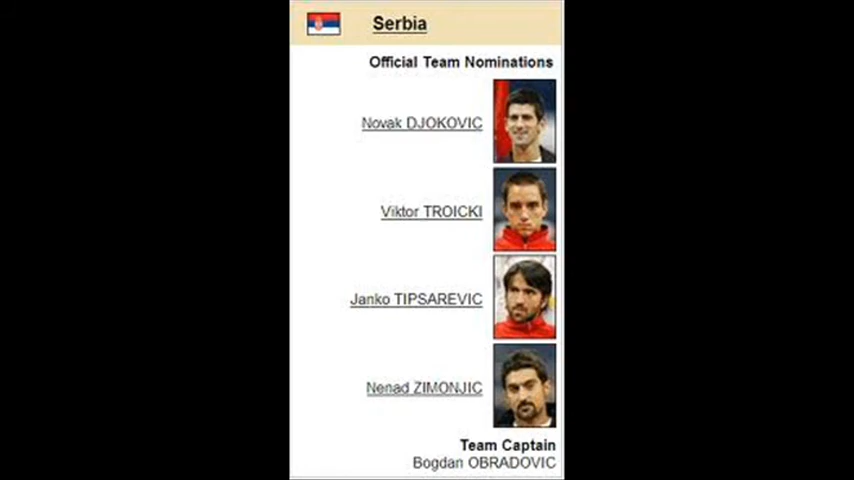 Serbia
Official Team Nominations
Novak DJOKOVIC
Viktor TROICKI
Janko TIPSAREVIC
Nenad ZIMONJIC
Team Captain
Bogdan OBRADOVIC